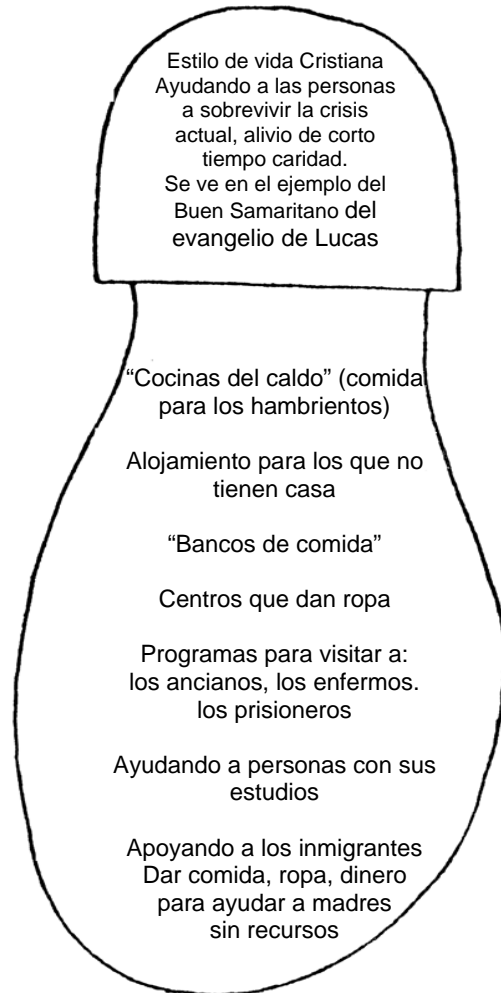 Estilo de vida Cristiana
Ayudando a las personas
a sobrevivir la crisis
actual, alivio de corto
tiempo caridad.
Se ve en el ejemplo del
Buen Samaritano del
evangelio de Lucas
“Cocinas del caldo” (comida
para los hambrientos)
Alojamiento para los que no
tienen casa
“Bancos de comida”
Centros que dan ropa
Programas para visitar a:
los ancianos, los enfermos.
los prisioneros
Ayudando a personas con sus
estudios
Apoyando a los inmigrantes
Dar comida, ropa, dinero
para ayudar a madres
sin recursos